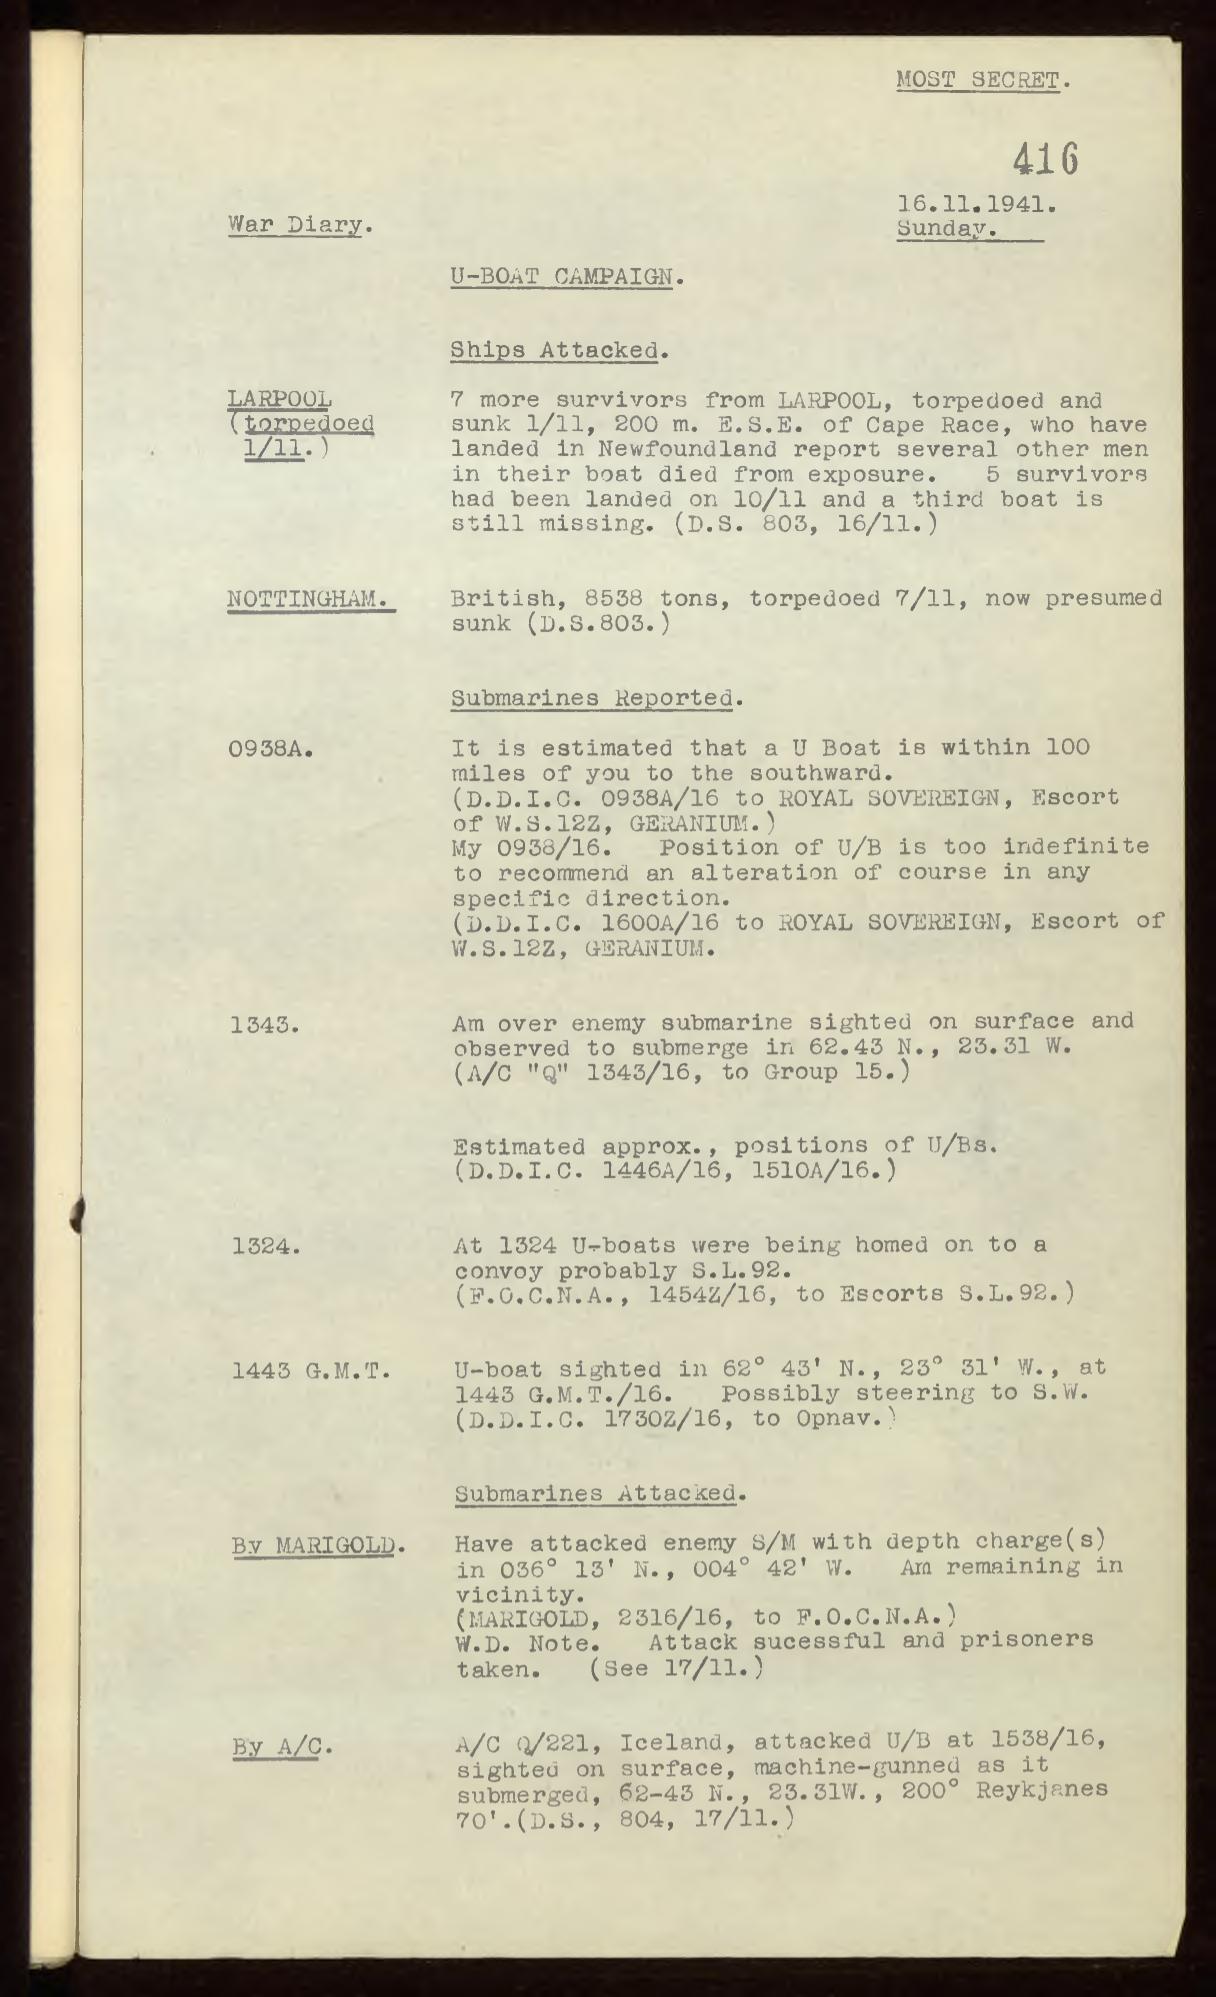 MOST SECRET.
416
16.11.1941.
War Diary.
Sunday.
U-BOAT CAMPAIGN.
Ships Attacked.
LARPOOL
(torpedoed
1/11.)
7 more survivors from LARPOOL, torpedoed and
sunk 1/11, 200 m. E.S.E. of Cape Race, who have
landed in Newfoundland report several other men
in their boat died from exposure. 5 survivors
had been landed on 10/11 and a third boat is
still missing. (D.S. 803, 16/11.)
NOTTINGHAM.
British, 8538 tons, torpedoed 7/11, now presumed
sunk (D.S.803.)
Submarines Reported.
0938A.
It is estimated that a U Boat is within 100
miles of you to the southward.
(D.D.I.C. 0938A/16 to ROYAL SOVEREIGN, Escort
of W.S.12Z, GERANIUM.)
My 0938/16. Position of U/B is too indefinite
to recommend an alteration of course in any
specific direction.
(D.D.I.C. 1600A/16 to ROYAL SOVEREIGN, Escort of
W.S.12Z, GERANIUM.
1343.
Am over enemy submarine sighted on surface and
observed to submerge in 62.43 N., 23.31 W.
(A/C "Q" 1343/16, to Group 15.)
Estimated approx., positions of U/Bs.
(D.D.I.C. 1446A/16, 1510A/16.)
1324.
At 1324 U-boats were being homed on to a
convoy probably S.L.92.
(F.O.C.N.A., 1454Z/16, to Escorts S.L.92.)
1443 G.M.T.
U-boat sighted in 62° 43' N., 23° 31' W., at
1443 G.M.T./16. Possibly steering to S.W.
(D.D.I.C. 1730Z/16, to Opnav.)
Submarines Attacked.
By MARIGOLD.
Have attacked enemy S/M with depth charge(s)
in 036° 13' N., 004° 42' W. Am remaining in
vicinity.
(MARIGOLD, 2316/16, to F.O.C.N.A.)
W.D. Note. Attack sucessful and prisoners
taken. (See 17/11.)
By A/C.
A/C Q/221, Iceland, attacked U/B at 1538/16,
sighted on surface, machine-gunned as it
submerged, 62-43 N., 23.31W., 200° Reykjanes
70'.(D.S., 804, 17/11.)